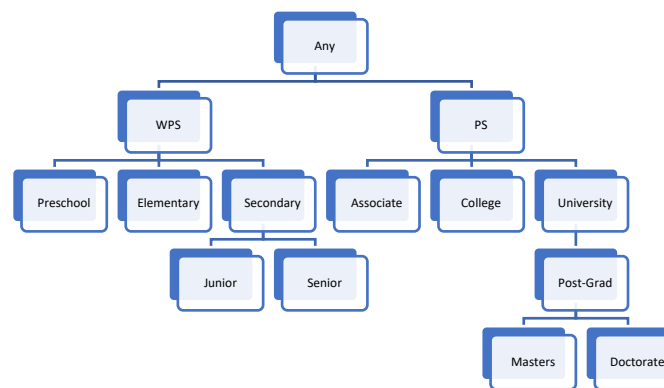 Any
WPS
PS
Preschool
Elementary
Secondary
Associate
College
University
Junior
Senior
Post-Grad
Masters
Doctorate